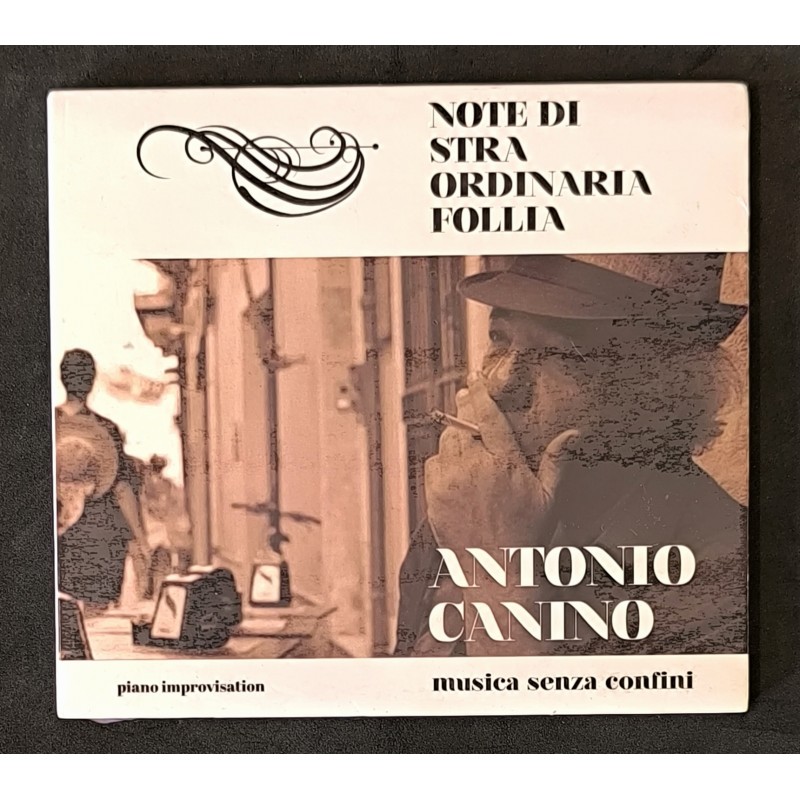 NOTE DI
STRA
ORDINARIA
FOLLIA
ANTONIO
CANINO
piano improvisation
musica senza confini